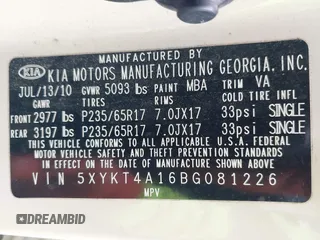 MANUFACTURED BY
KIA KIA MOTORS MANUFACTURING GEORGIA, INC.
JUL/13/10 GVWR 5093 lbs PAINT MBA TRIM VA
GAWR TIRES RIMS COLD TIRE INFL
FRONT 2977 lbs P235/65R17 7.0JX17 33psi SINGLE
REAR 3197 lbs P235/65R17 7.0JX17 33psi SINGLE
THIS VEHICLE CONFORMS TO ALL APPLICABLE U.S.A. FEDERAL
MOTOR VEHICLE SAFETY AND THEFT PREVENTION STANDARDS
IN EFFECT ON THE DATE OF MANUFACTURE SHOWN ABOVE.
VIN 5XYKT4A16BG081226
MPV
DREAMBID